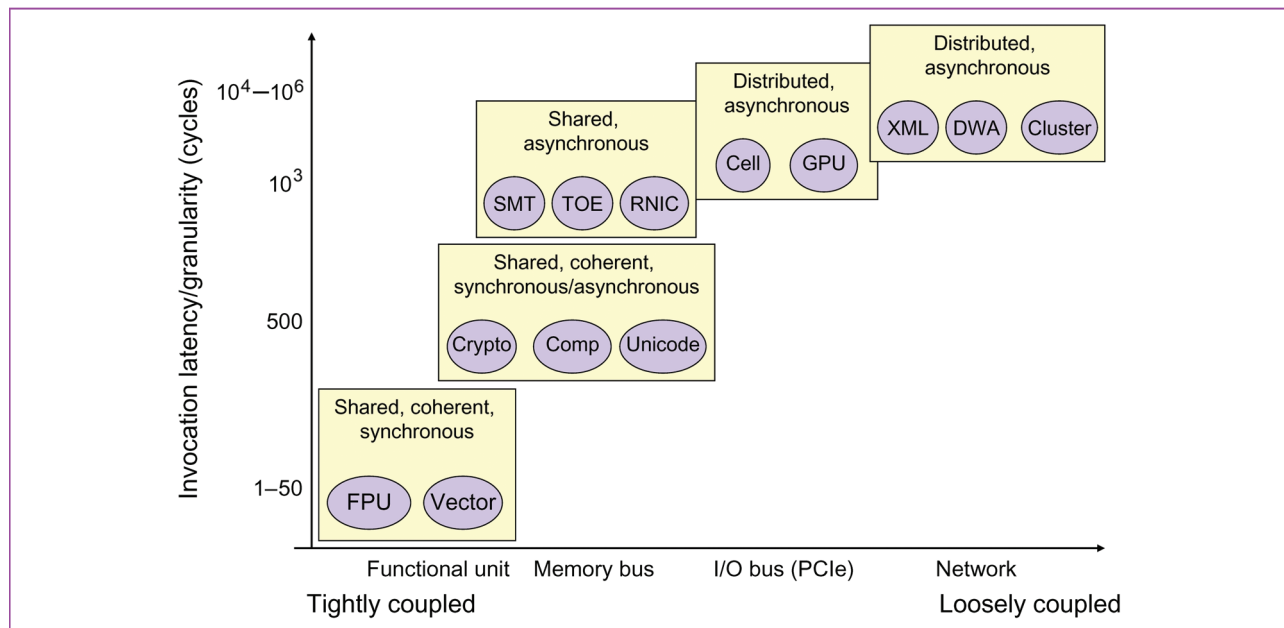 Invocation latency/granularity (cycles)
10⁴–10⁶
10³
500
1–50
Distributed,
asynchronous
XML DWA Cluster
Distributed,
asynchronous
Cell GPU
Shared,
asynchronous
SMT TOE RNIC
Shared, coherent,
synchronous/asynchronous
Crypto Comp Unicode
Shared, coherent,
synchronous
FPU Vector
Functional unit Memory bus I/O bus (PCIe) Network
Tightly coupled Loosely coupled